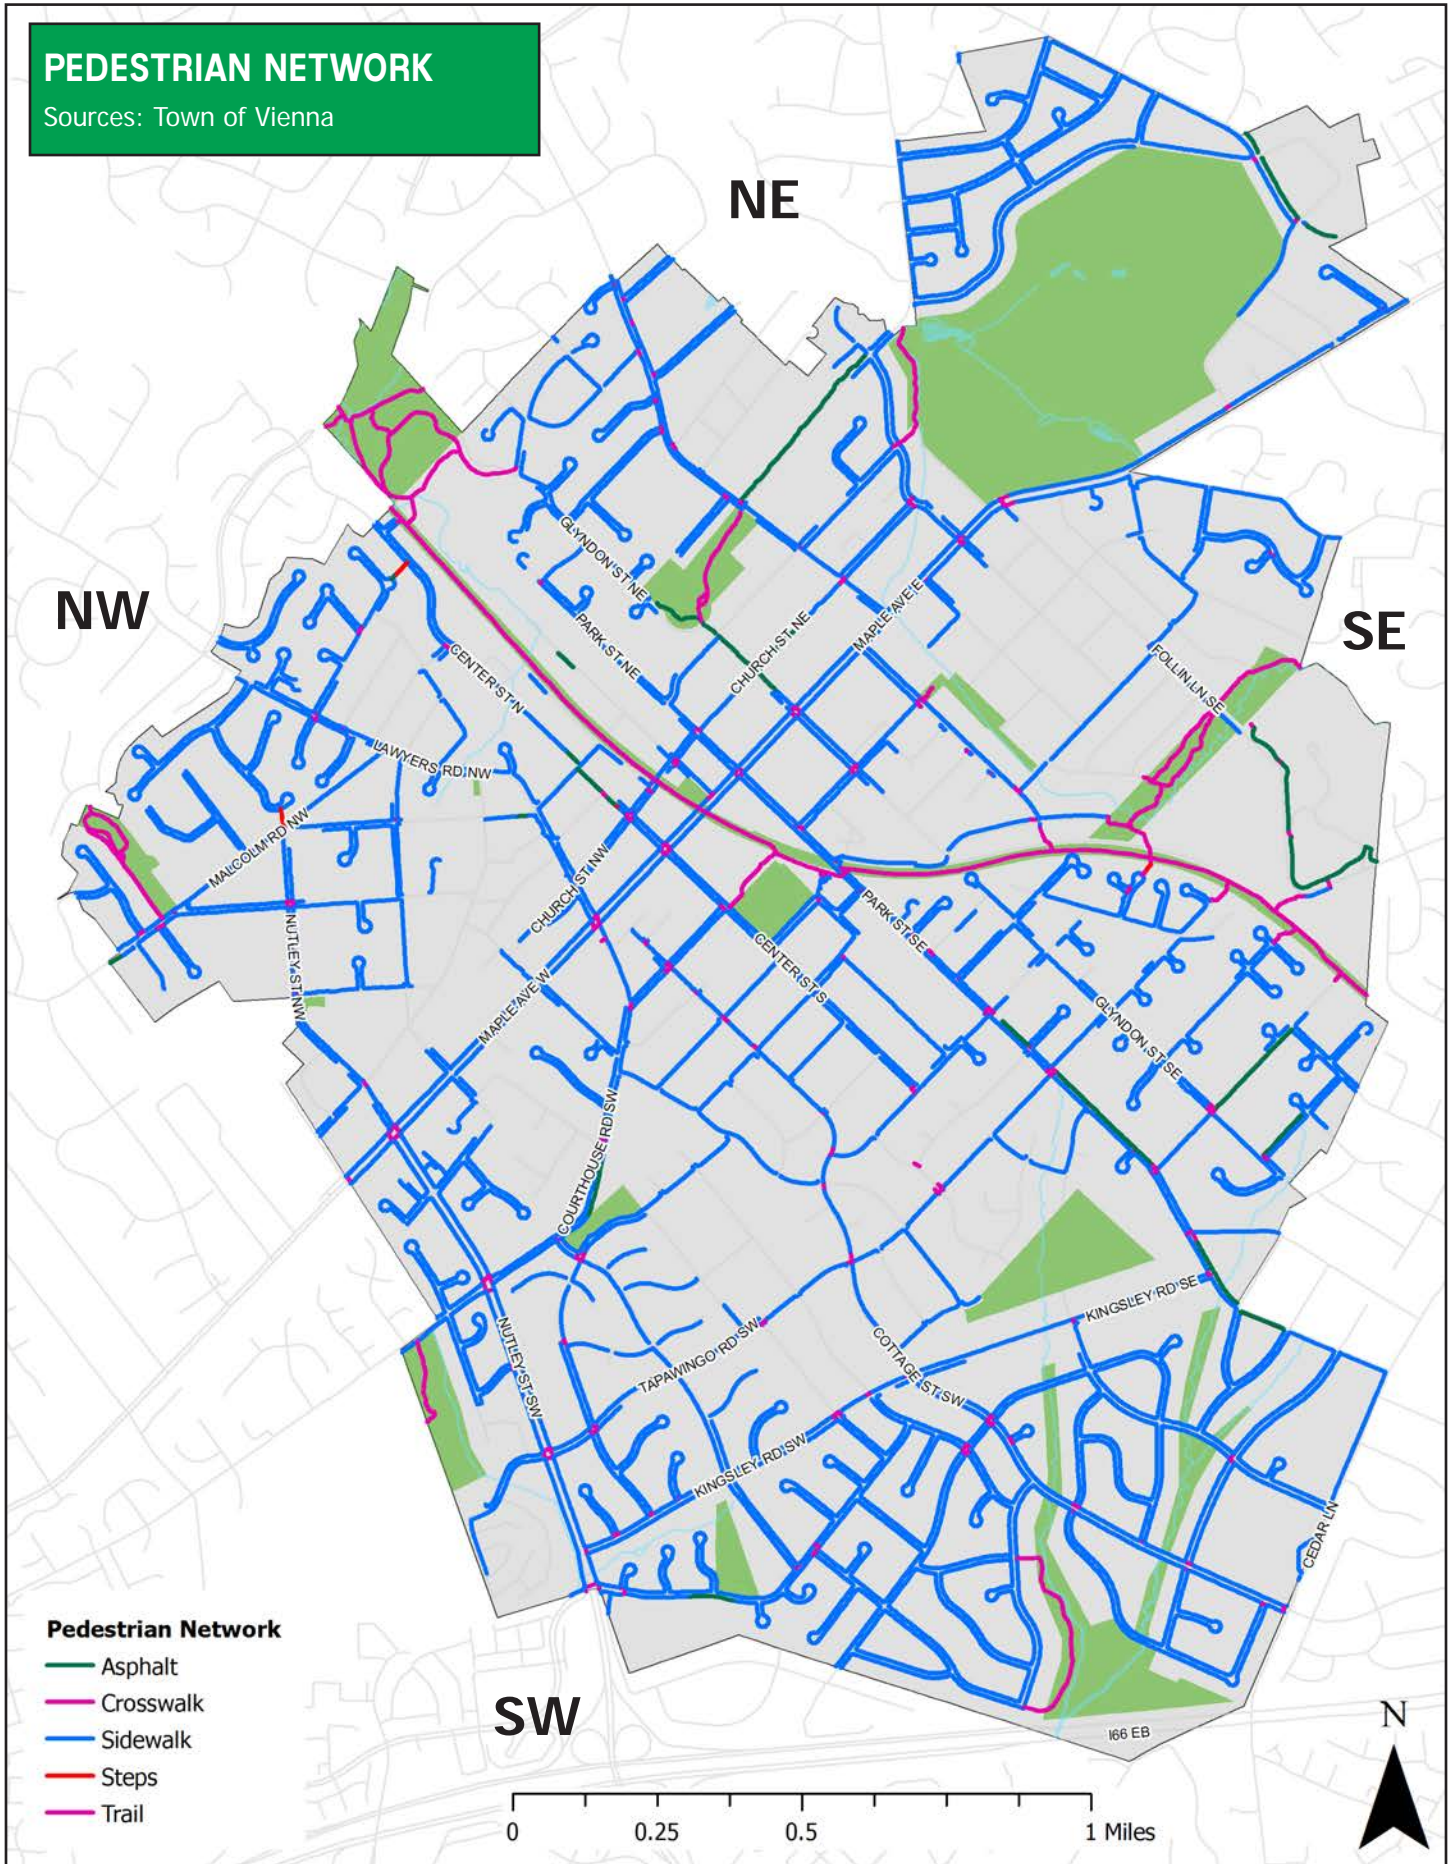 PEDESTRIAN NETWORK
Sources: Town of Vienna
NE
NW
SE
GLYNDON ST NE
PARK ST NE
CHURCH ST NE
MAPLE AVE E
CENTER ST N
FOLLIN LN SE
LAWYERS RD NW
MALCOLM RD NW
CHURCH ST NW
PARK ST SE
NUTLEY ST NW
CENTER ST S
MAPLE AVE W
GLYNDON ST SE
COURTHOUSE RD SW
KINGSLEY RD SE
NUTLEY ST SW
TAPAWINGO RD SW
COTTAGE ST SW
KINGSLEY RD SW
CEDAR LN
SW
I66 EB
Pedestrian Network
Asphalt
Crosswalk
Sidewalk
Steps
Trail
N
0 0.25 0.5 1 Miles